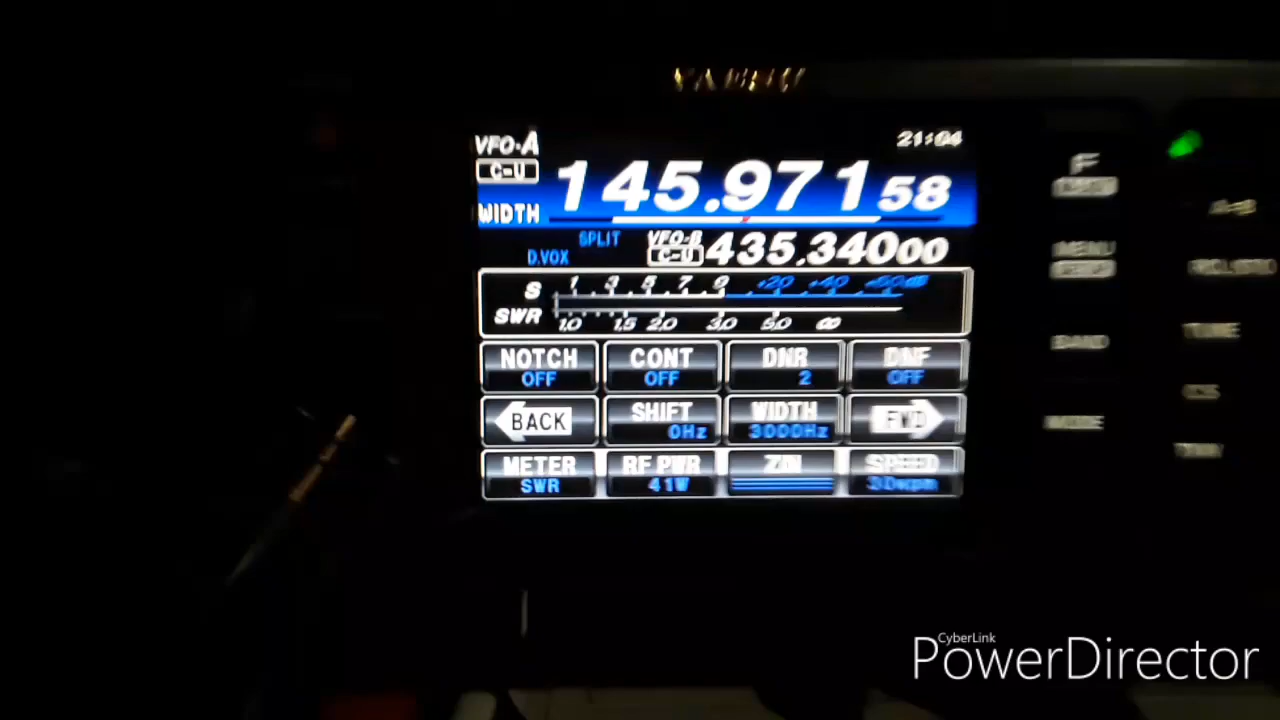 YAESU
VFO-A
21:04
C-U
145.971 58
WIDTH
SPLIT
VFO-B
D.VOX
C-U
435.340 00
S 1 3 5 7 9 +20 +40 +60dB
SWR 1.0 1.5 2.0 3.0 5.0 ∞
NOTCH CONT DNR DNF
OFF OFF 2 OFF
BACK SHIFT WIDTH FWD
0Hz 3000Hz
METER RF PWR ZIN SPEED
SWR 41W 30wpm
F
MENU
BAND
MODE
A=B
TUNE
CyberLink
PowerDirector